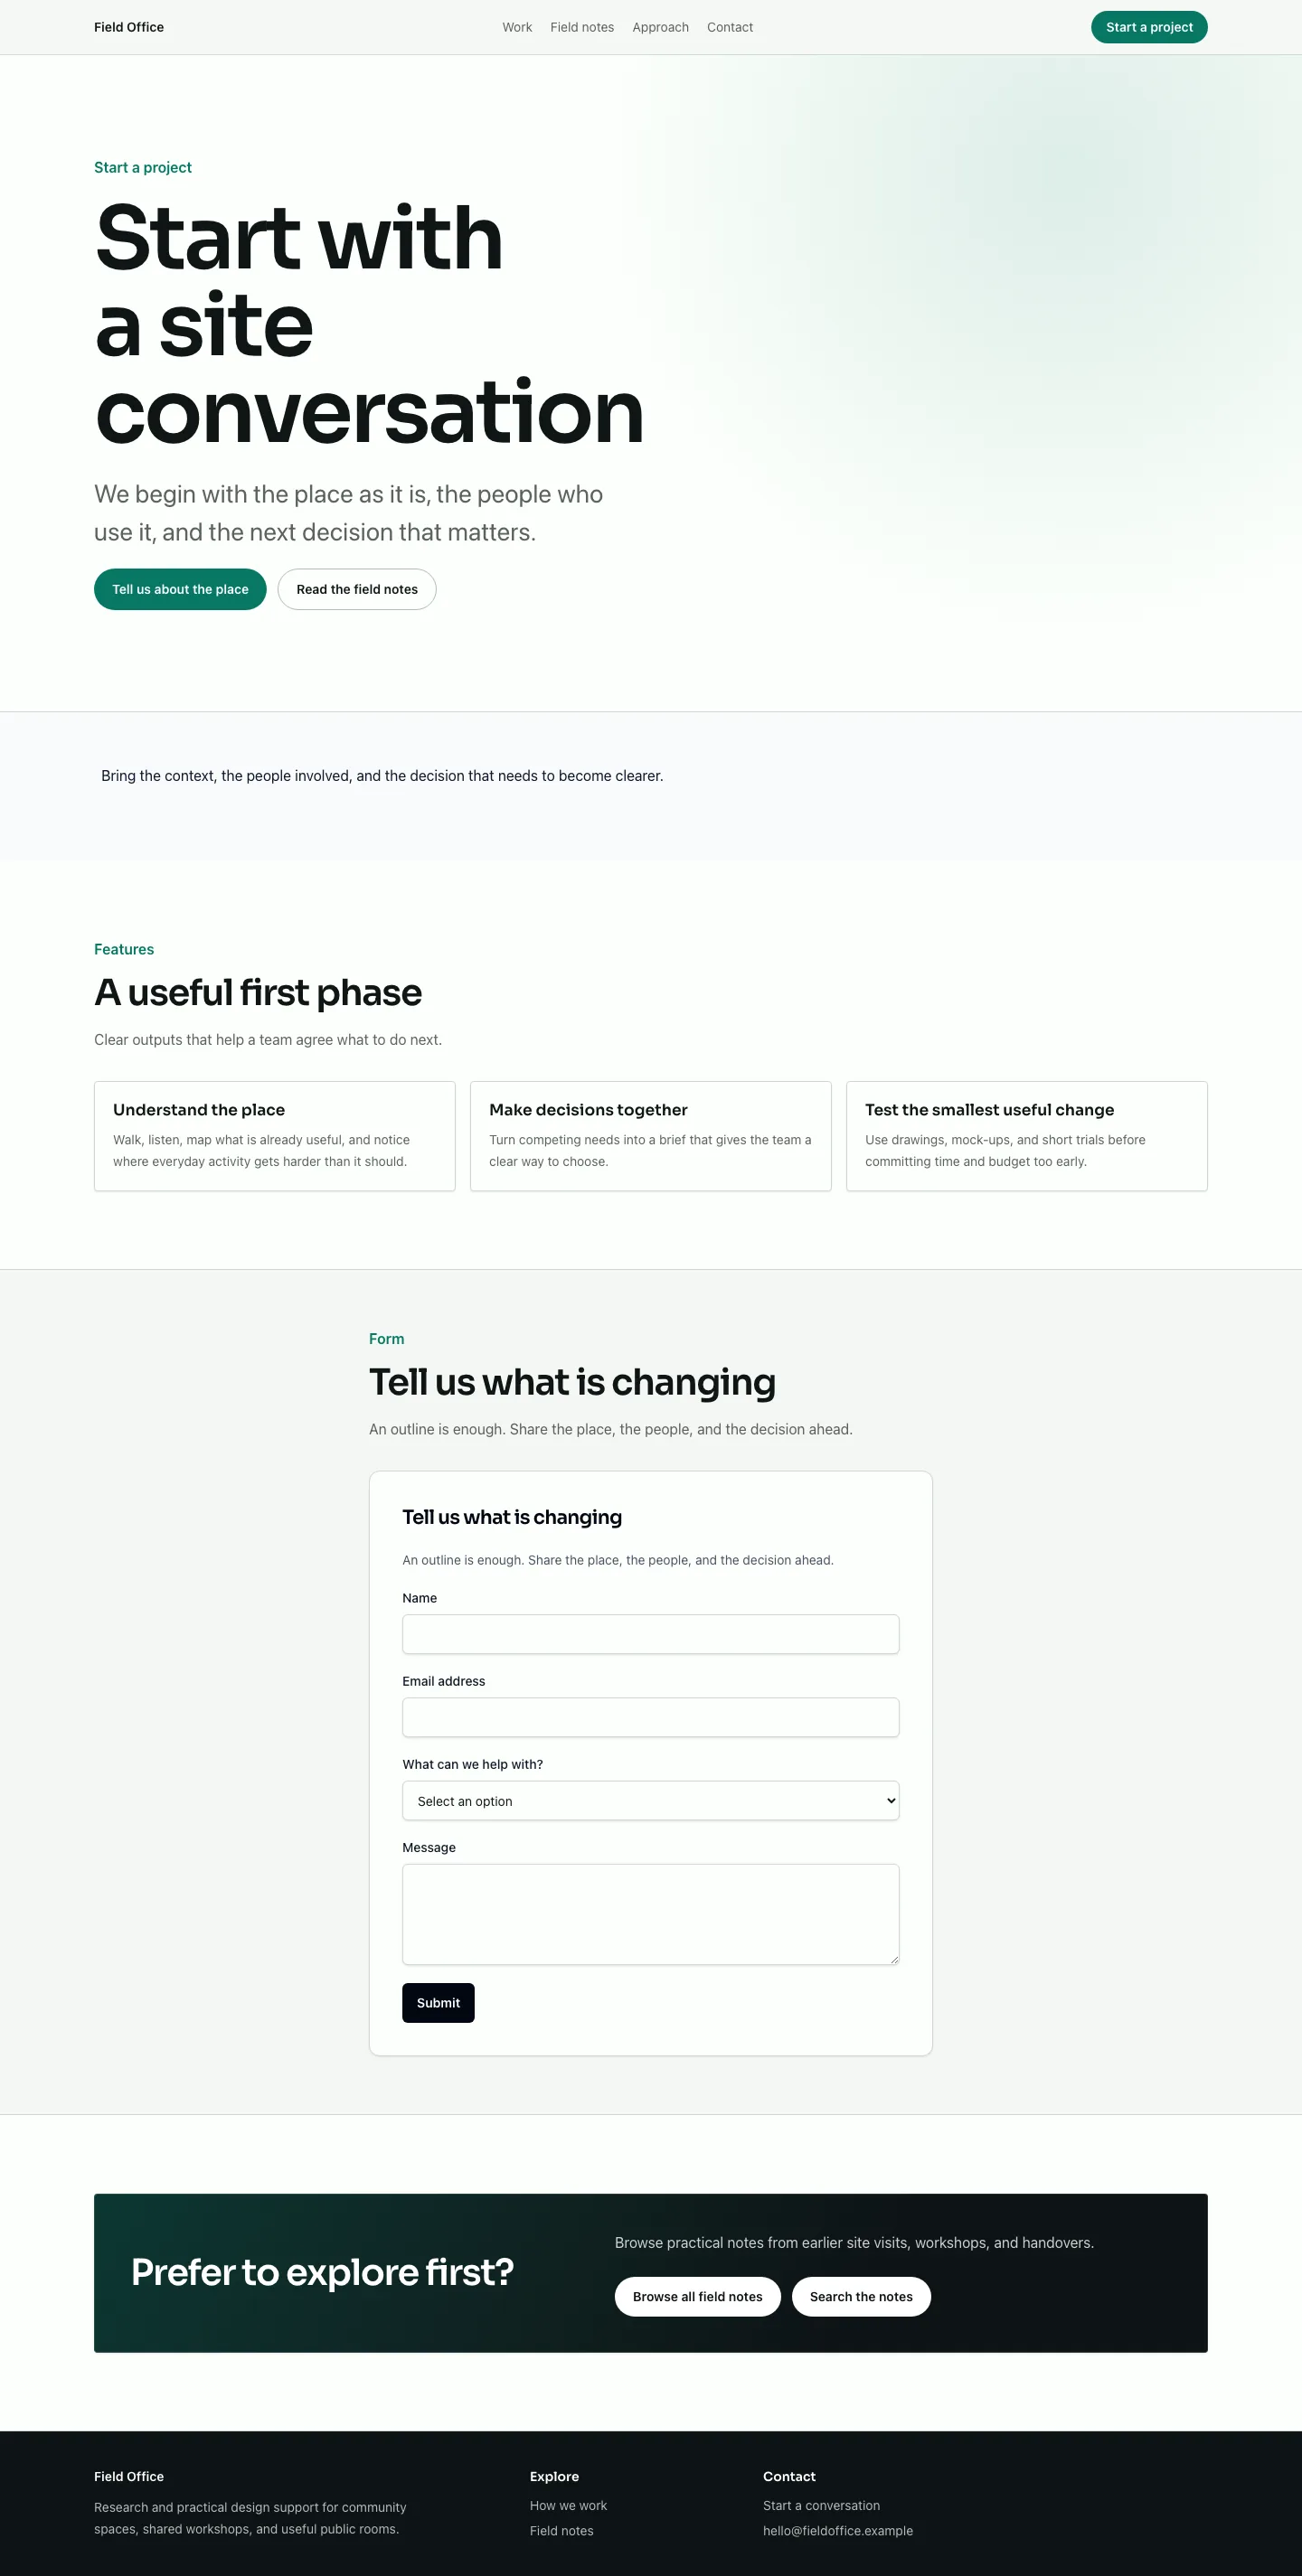 Field Office
Work
Field notes
Approach
Contact
Start a project
Start a project
Start with
a site
conversation
We begin with the place as it is, the people who
use it, and the next decision that matters.
Tell us about the place
Read the field notes
Bring the context, the people involved, and the decision that needs to become clearer.
Features
A useful first phase
Clear outputs that help a team agree what to do next.
Understand the place
Walk, listen, map what is already useful, and notice
where everyday activity gets harder than it should.
Make decisions together
Turn competing needs into a brief that gives the team a
clear way to choose.
Test the smallest useful change
Use drawings, mock-ups, and short trials before
committing time and budget too early.
Form
Tell us what is changing
An outline is enough. Share the place, the people, and the decision ahead.
Tell us what is changing
An outline is enough. Share the place, the people, and the decision ahead.
Name
Email address
What can we help with?
Select an option
Message
Submit
Prefer to explore first?
Browse practical notes from earlier site visits, workshops, and handovers.
Browse all field notes
Search the notes
Field Office
Research and practical design support for community
spaces, shared workshops, and useful public rooms.
Explore
How we work
Field notes
Contact
Start a conversation
hello@fieldoffice.example